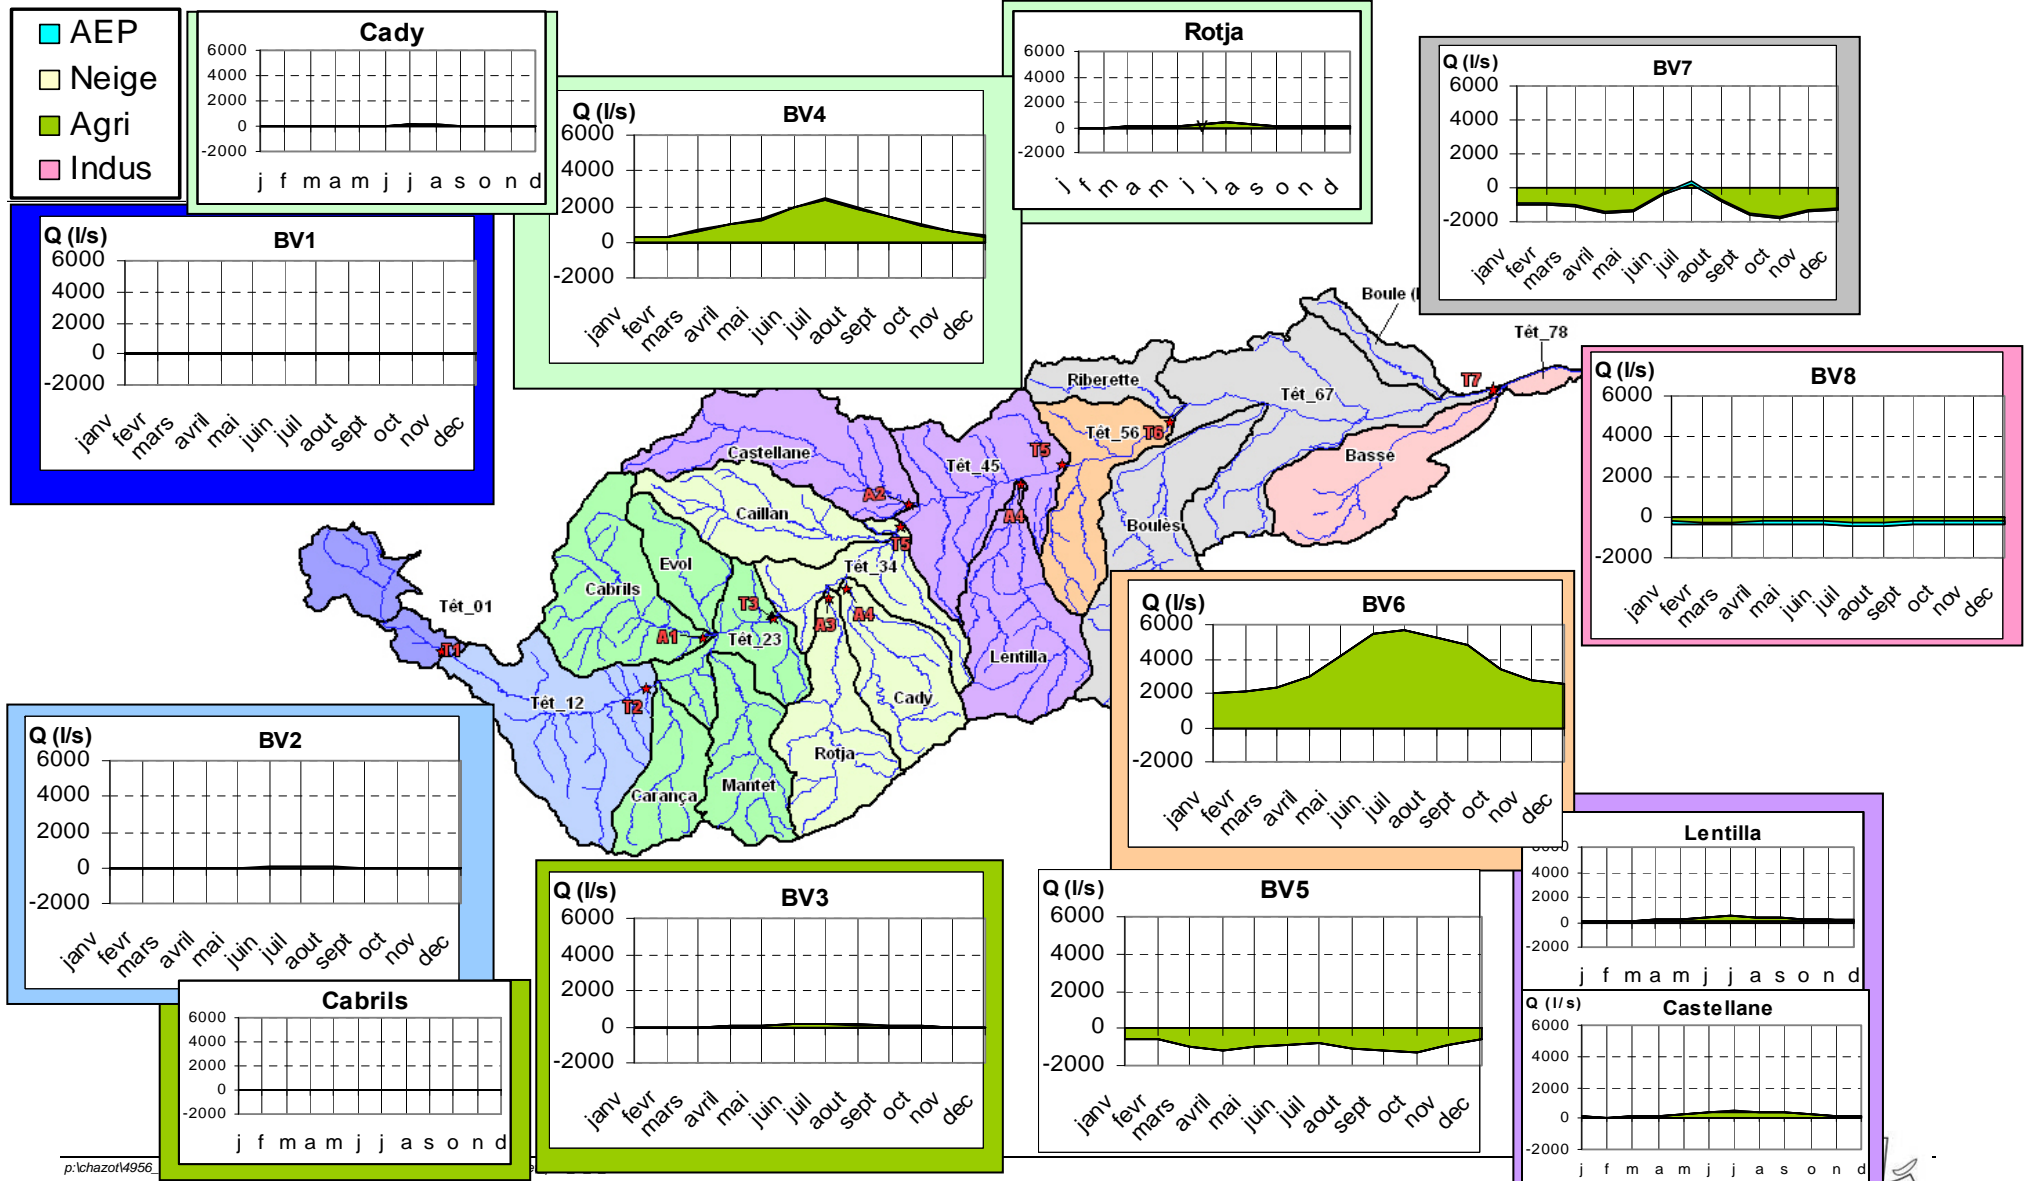 AEP
Neige
Agri
Indus
Cady
6000
4000
2000
0
-2000
j f m a m j j a s o n d
Q (l/s)
BV4
6000
4000
2000
0
-2000
janv fevr mars avril mai juin juil aout sept oct nov dec
Rotja
6000
4000
2000
0
-2000
j f m a m j j a s o n d
Q (l/s)
BV7
6000
4000
2000
0
-2000
janv fevr mars avril mai juin juil aout sept oct nov dec
Q (l/s)
BV1
6000
4000
2000
0
-2000
janv fevr mars avril mai juin juil aout sept oct nov dec
Q (l/s)
BV8
6000
4000
2000
0
-2000
janv fevr mars avril mai juin juil aout sept oct nov dec
Boule (
Têt_78
T7
Riberette
Têt_67
Têt_56
T6
T5
Basse
Castellane
Têt_45
A2
A4
Caillan
Boulès
T5
Evol
Têt_34
Cabrils
T3
A3
A4
Têt_01
A1
Têt_23
T1
Lentilla
Têt_12
T2
Cady
Rotja
Mantet
Carança
Q (l/s)
BV6
6000
4000
2000
0
-2000
janv fevr mars avril mai juin juil aout sept oct nov dec
Q (l/s)
BV2
6000
4000
2000
0
-2000
janv fevr mars avril mai juin juil aout sept oct nov dec
Cabrils
6000
4000
2000
0
-2000
j f m a m j j a s o n d
Q (l/s)
BV3
6000
4000
2000
0
-2000
janv fevr mars avril mai juin juil aout sept oct nov dec
Q (l/s)
BV5
6000
4000
2000
0
-2000
janv fevr mars avril mai juin juil aout sept oct nov dec
Lentilla
6000
4000
2000
0
-2000
j f m a m j j a s o n d
Q (l/s)
Castellane
6000
4000
2000
0
-2000
j f m a m j j a s o n d
p:\chazot\4956_